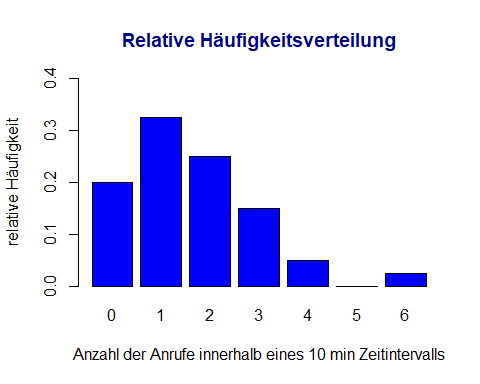 Relative Häufigkeitsverteilung
relative Häufigkeit
0.4
0.3
0.2
0.1
0.0
0 1 2 3 4 5 6
Anzahl der Anrufe innerhalb eines 10 min Zeitintervalls